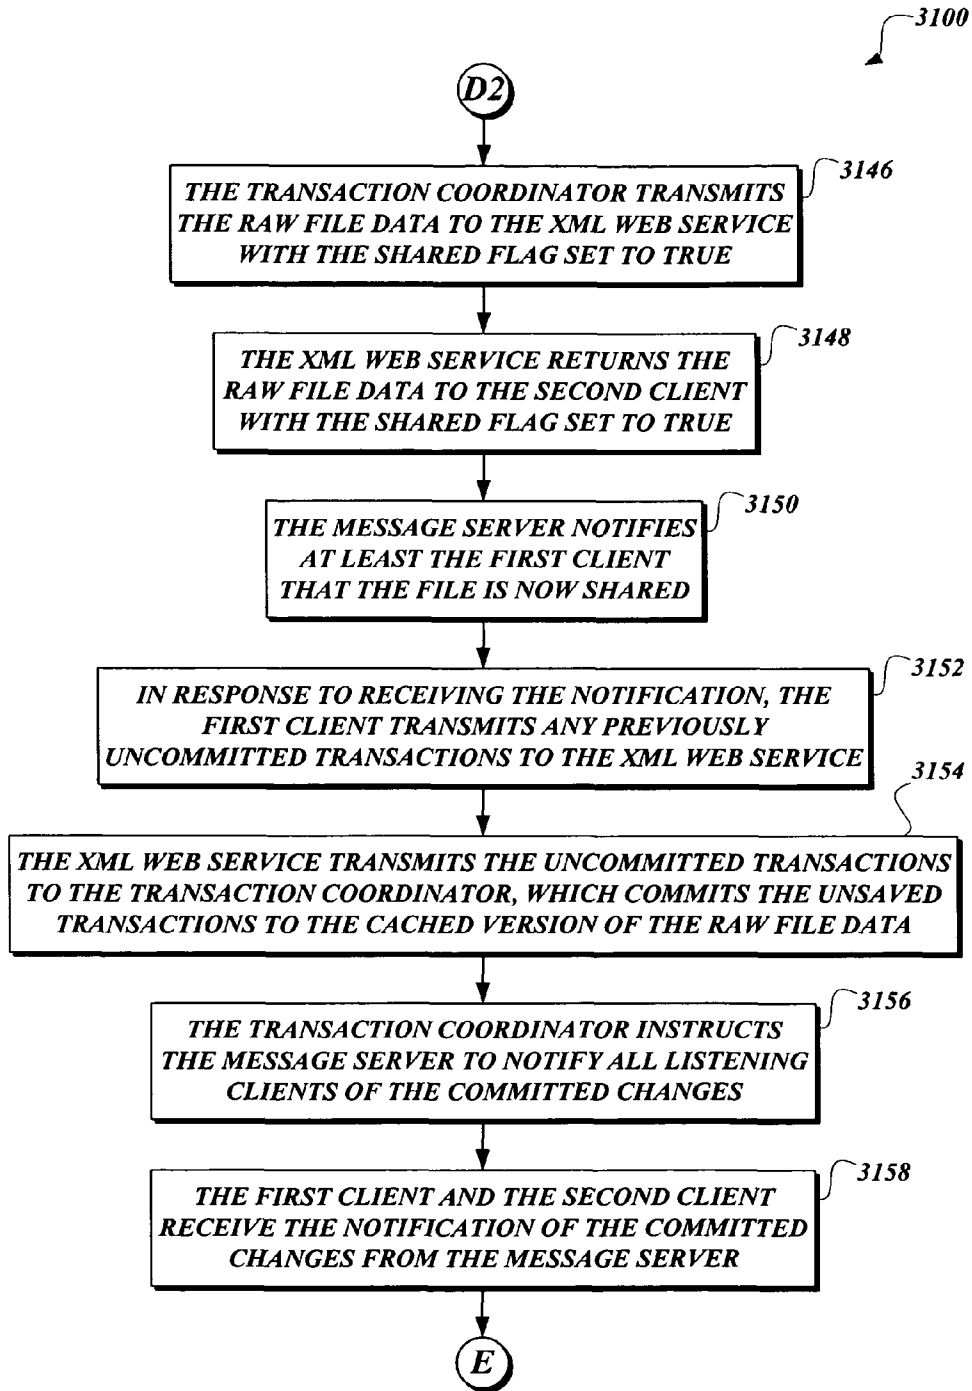 3100
D2
3146
THE TRANSACTION COORDINATOR TRANSMITS
THE RAW FILE DATA TO THE XML WEB SERVICE
WITH THE SHARED FLAG SET TO TRUE
3148
THE XML WEB SERVICE RETURNS THE
RAW FILE DATA TO THE SECOND CLIENT
WITH THE SHARED FLAG SET TO TRUE
3150
THE MESSAGE SERVER NOTIFIES
AT LEAST THE FIRST CLIENT
THAT THE FILE IS NOW SHARED
3152
IN RESPONSE TO RECEIVING THE NOTIFICATION, THE
FIRST CLIENT TRANSMITS ANY PREVIOUSLY
UNCOMMITTED TRANSACTIONS TO THE XML WEB SERVICE
3154
THE XML WEB SERVICE TRANSMITS THE UNCOMMITTED TRANSACTIONS
TO THE TRANSACTION COORDINATOR, WHICH COMMITS THE UNSAVED
TRANSACTIONS TO THE CACHED VERSION OF THE RAW FILE DATA
3156
THE TRANSACTION COORDINATOR INSTRUCTS
THE MESSAGE SERVER TO NOTIFY ALL LISTENING
CLIENTS OF THE COMMITTED CHANGES
3158
THE FIRST CLIENT AND THE SECOND CLIENT
RECEIVE THE NOTIFICATION OF THE COMMITTED
CHANGES FROM THE MESSAGE SERVER
E